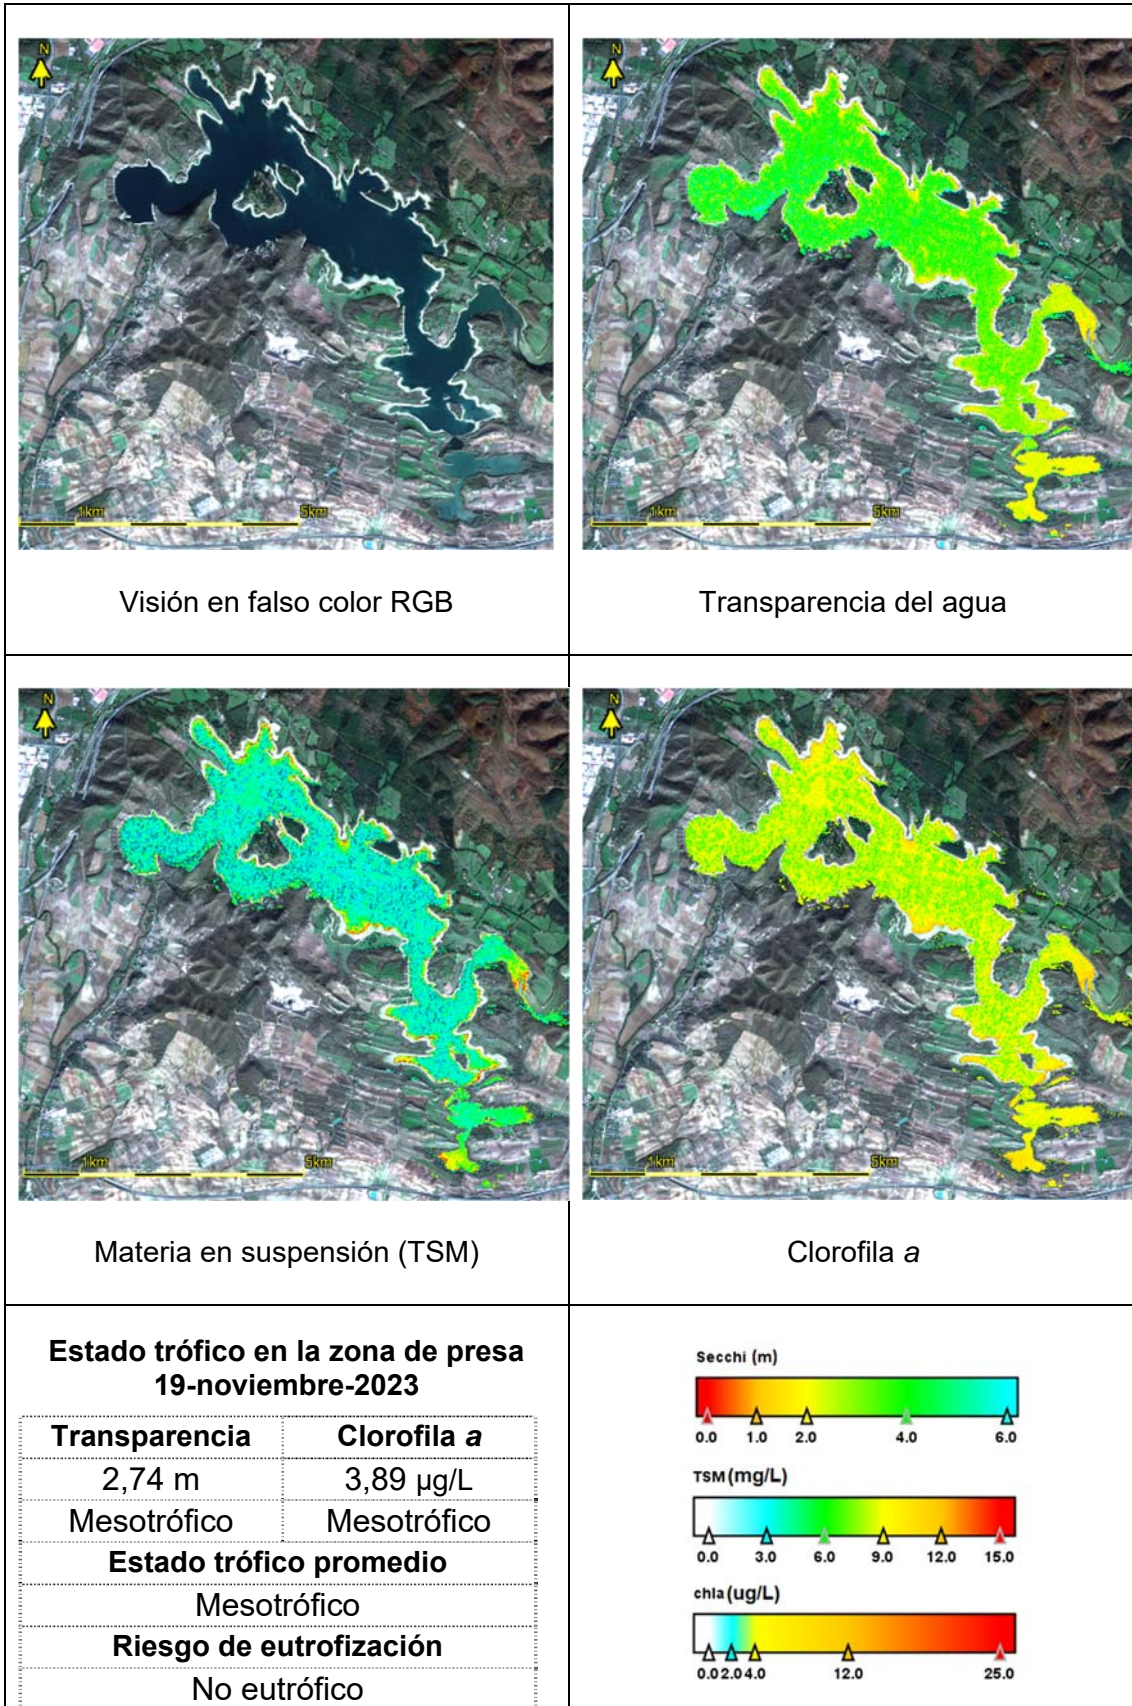 N
N
1km
5km
1km
5km
Visión en falso color RGB
Transparencia del agua
N
N
1km
5km
1km
5km
Materia en suspensión (TSM)
Clorofila a
Estado trófico en la zona de presa
19-noviembre-2023
Transparencia
Clorofila a
2,74 m
3,89 µg/L
Mesotrófico
Mesotrófico
Estado trófico promedio
Mesotrófico
Riesgo de eutrofización
No eutrófico
Secchi (m)
0.0 1.0 2.0 4.0 6.0
TSM (mg/L)
0.0 3.0 6.0 9.0 12.0 15.0
chla (ug/L)
0.0 2.0 4.0 12.0 25.0